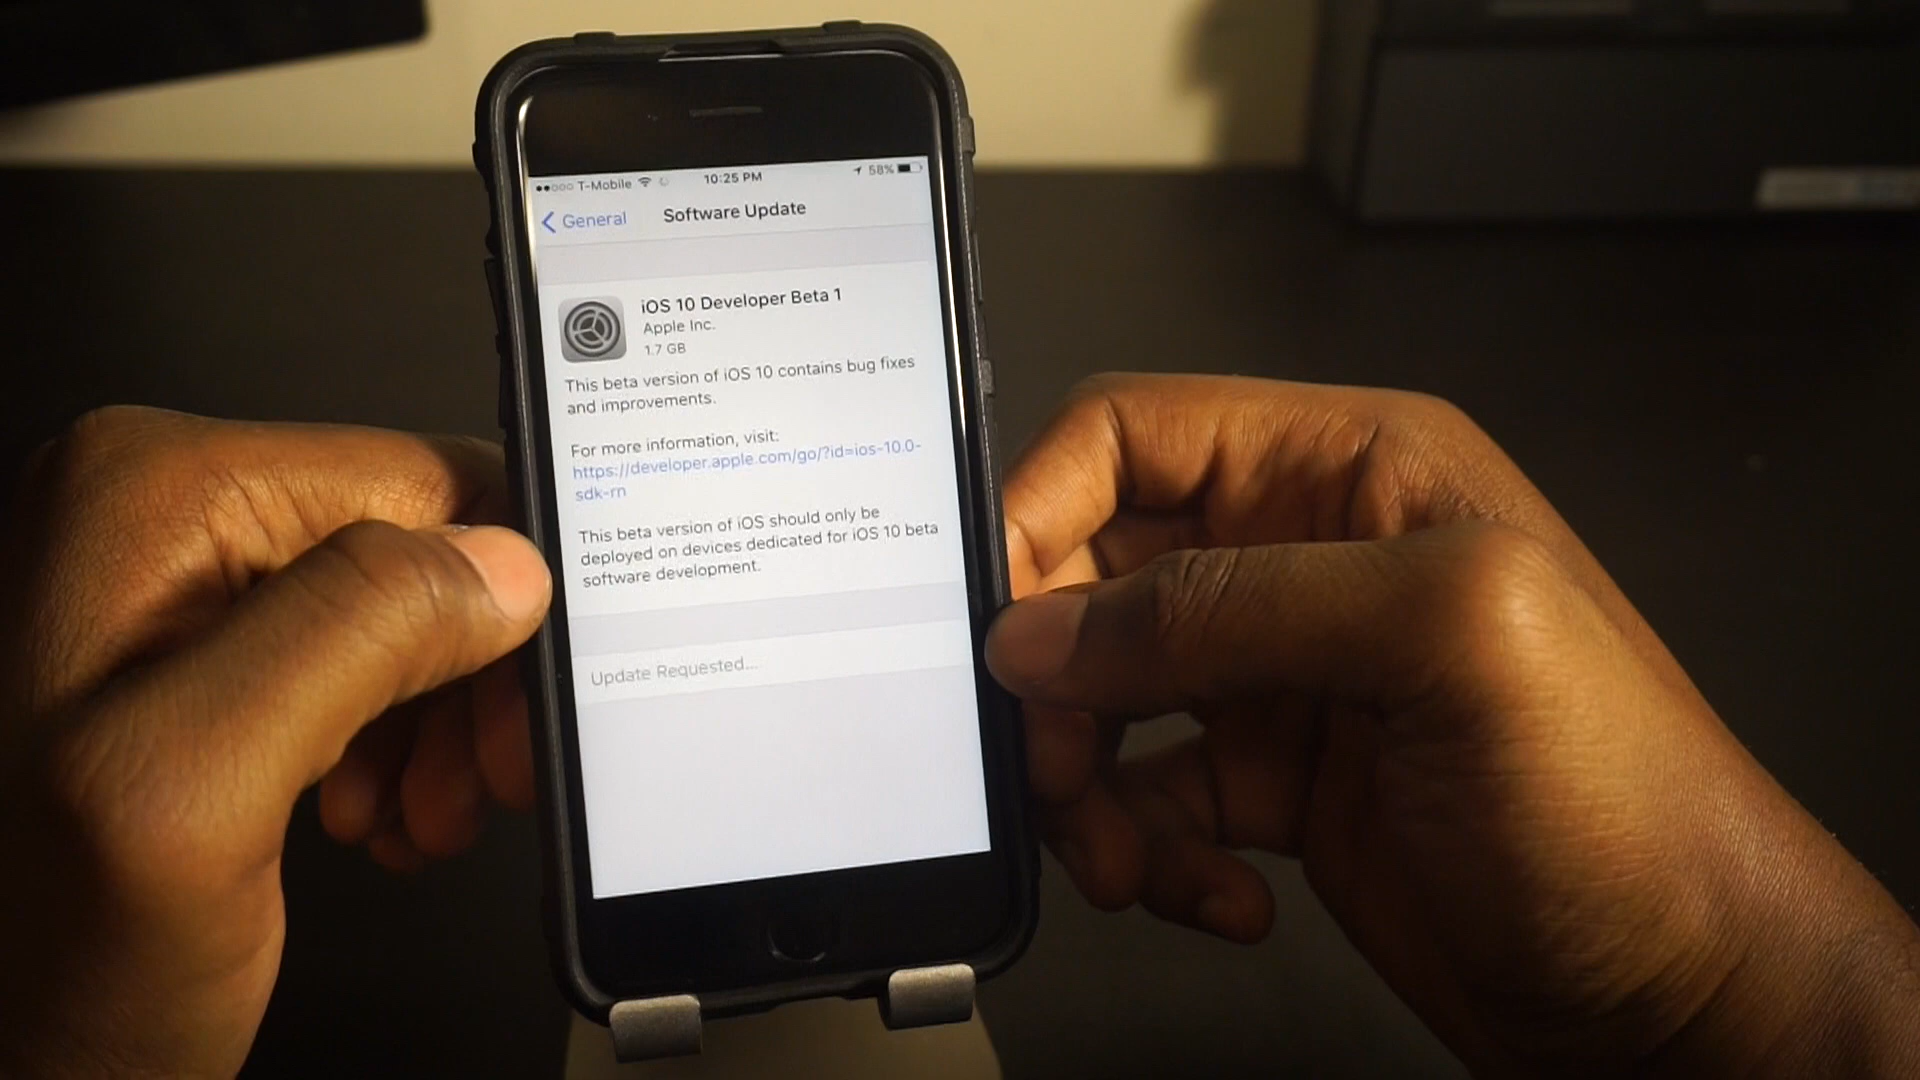 T-Mobile 10:25 PM 58%
General Software Update
iOS 10 Developer Beta 1
Apple Inc.
1.7 GB
This beta version of iOS 10 contains bug fixes
and improvements.
For more information, visit:
https://developer.apple.com/go/?id=ios-10.0-
sdk-rn
This beta version of iOS should only be
deployed on devices dedicated for iOS 10 beta
software development.
Update Requested...